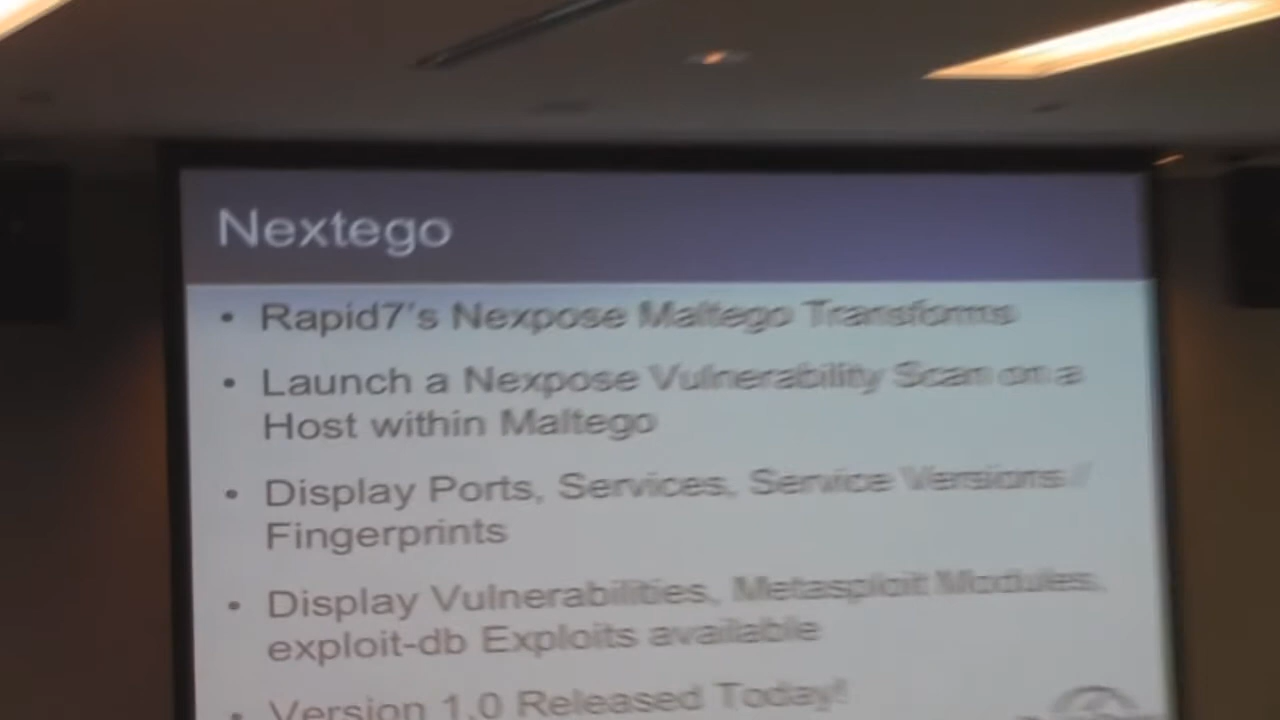 Nextego
• Rapid7's Nexpose Maltego Transforms
• Launch a Nexpose Vulnerability Scan on a
Host within Maltego
• Display Ports, Services, Service Versions /
Fingerprints
• Display Vulnerabilities, Metasploit Modules,
exploit-db Exploits available
• Version 1.0 Released Today!